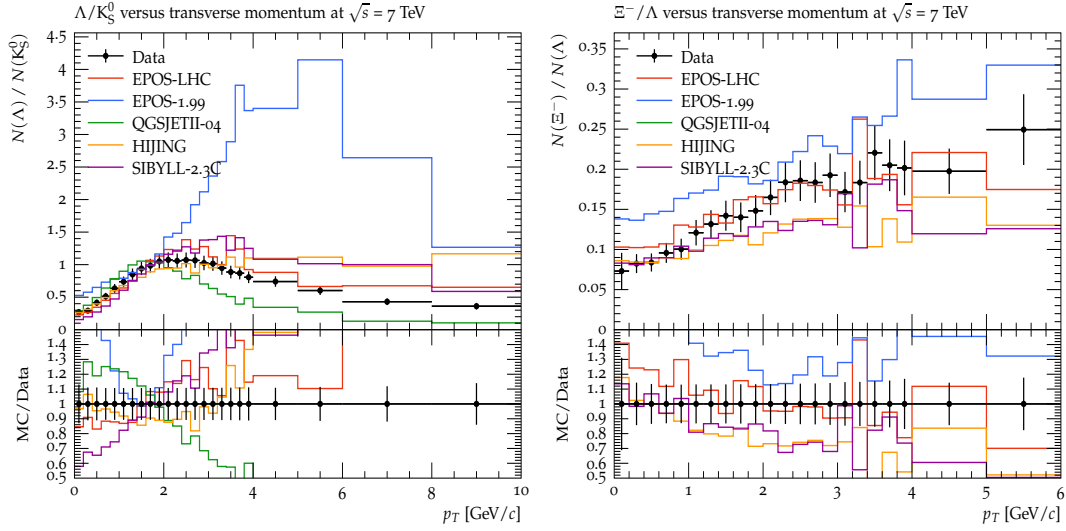 Λ/K⁰_S versus transverse momentum at √s = 7 TeV
N(Λ) / N(K⁰_S)
4.5
4
3.5
3
2.5
2
1.5
1
0.5
0
Data
EPOS-LHC
EPOS-1.99
QGSJETII-04
HIJING
SIBYLL-2.3C
MC/Data
1.4
1.3
1.2
1.1
1
0.9
0.8
0.7
0.6
0.5
0 2 4 6 8 10
p_T [GeV/c]
Ξ⁻/Λ versus transverse momentum at √s = 7 TeV
N(Ξ⁻) / N(Λ)
0.35
0.3
0.25
0.2
0.15
0.1
0.05
0
Data
EPOS-LHC
EPOS-1.99
QGSJETII-04
HIJING
SIBYLL-2.3C
MC/Data
1.4
1.3
1.2
1.1
1
0.9
0.8
0.7
0.6
0.5
0 1 2 3 4 5 6
p_T [GeV/c]